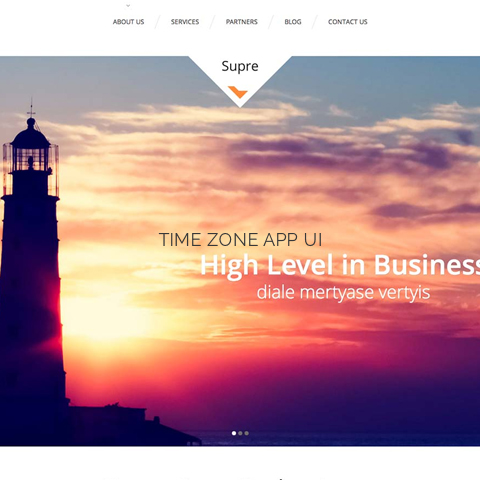 ABOUT US SERVICES PARTNERS BLOG CONTACT US
Supre
TIME ZONE APP UI
High Level in Business
diale mertyase vertyis